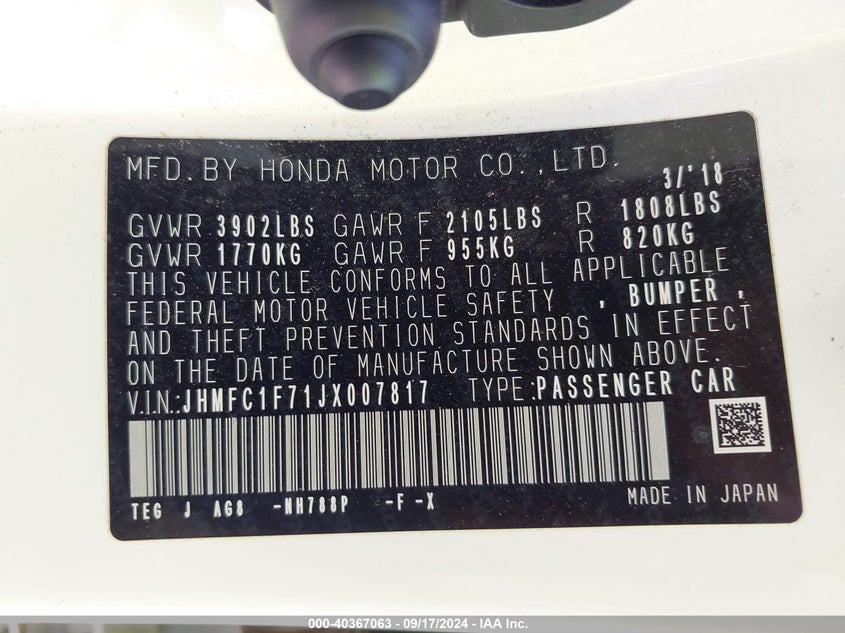 MFD. BY HONDA MOTOR CO., LTD. 3/'18
GVWR 3902LBS GAWR F 2105LBS R 1808LBS
GVWR 1770KG GAWR F 955KG R 820KG
THIS VEHICLE CONFORMS TO ALL APPLICABLE
FEDERAL MOTOR VEHICLE SAFETY , BUMPER ,
AND THEFT PREVENTION STANDARDS IN EFFECT
ON THE DATE OF MANUFACTURE SHOWN ABOVE.
V.I.N.:JHMFC1F71JX007817 TYPE:PASSENGER CAR
TEG J AG8 -NH788P -F -X MADE IN JAPAN
000-40367063 - 09/17/2024 - IAA Inc.